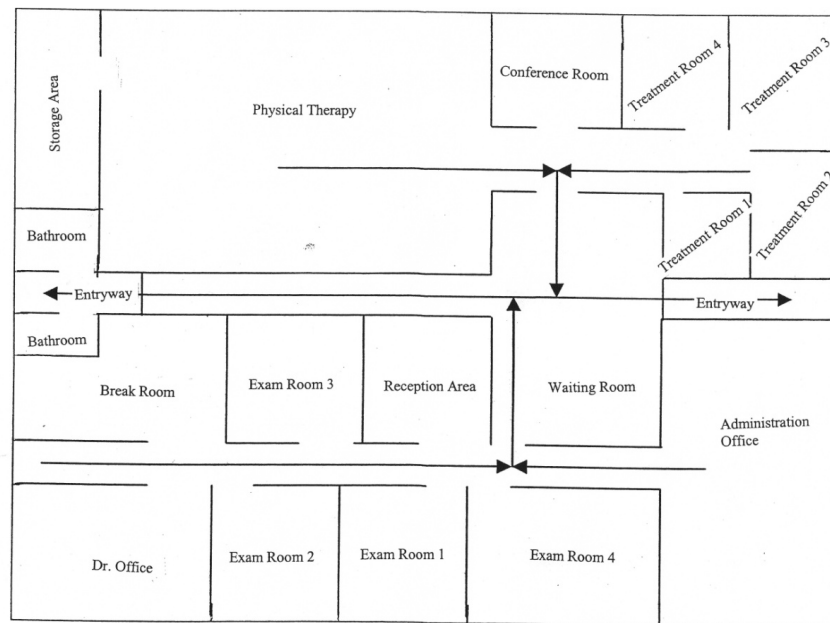 Storage Area
Physical Therapy
Conference Room
Treatment Room 4
Treatment Room 3
Bathroom
Treatment Room 1
Treatment Room 2
Entryway
Entryway
Bathroom
Break Room
Exam Room 3
Reception Area
Waiting Room
Administration
Office
Dr. Office
Exam Room 2
Exam Room 1
Exam Room 4